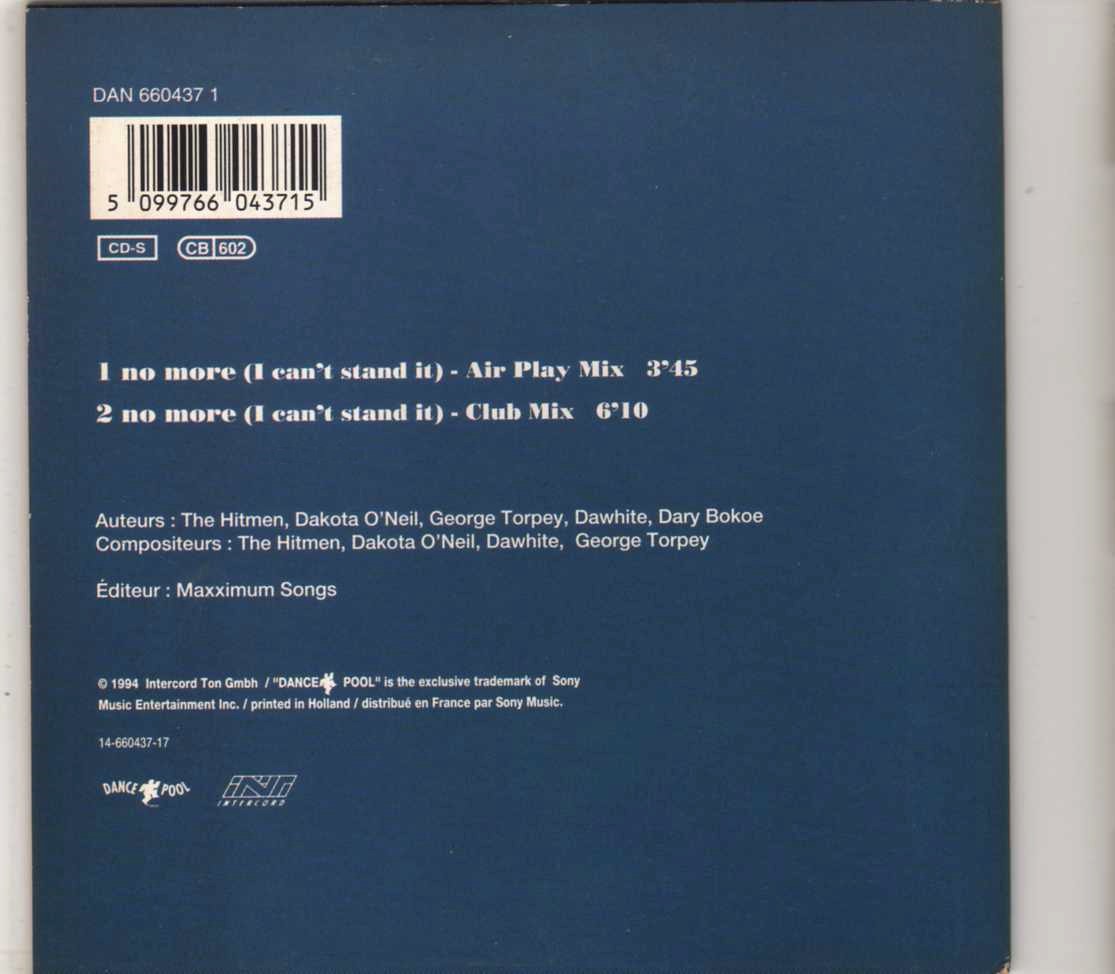 DAN 660437 1
5 099766 043715
CD-S CB 602
1 no more (I can't stand it) - Air Play Mix 3'45
2 no more (I can't stand it) - Club Mix 6'10
Auteurs : The Hitmen, Dakota O'Neil, George Torpey, Dawhite, Dary Bokoe
Compositeurs : The Hitmen, Dakota O'Neil, Dawhite, George Torpey
Éditeur : Maxximum Songs
© 1994 Intercord Ton Gmbh / "DANCE POOL" is the exclusive trademark of Sony
Music Entertainment Inc. / printed in Holland / distribué en France par Sony Music.
14-660437-17
DANCE POOL INT
INTERCORD